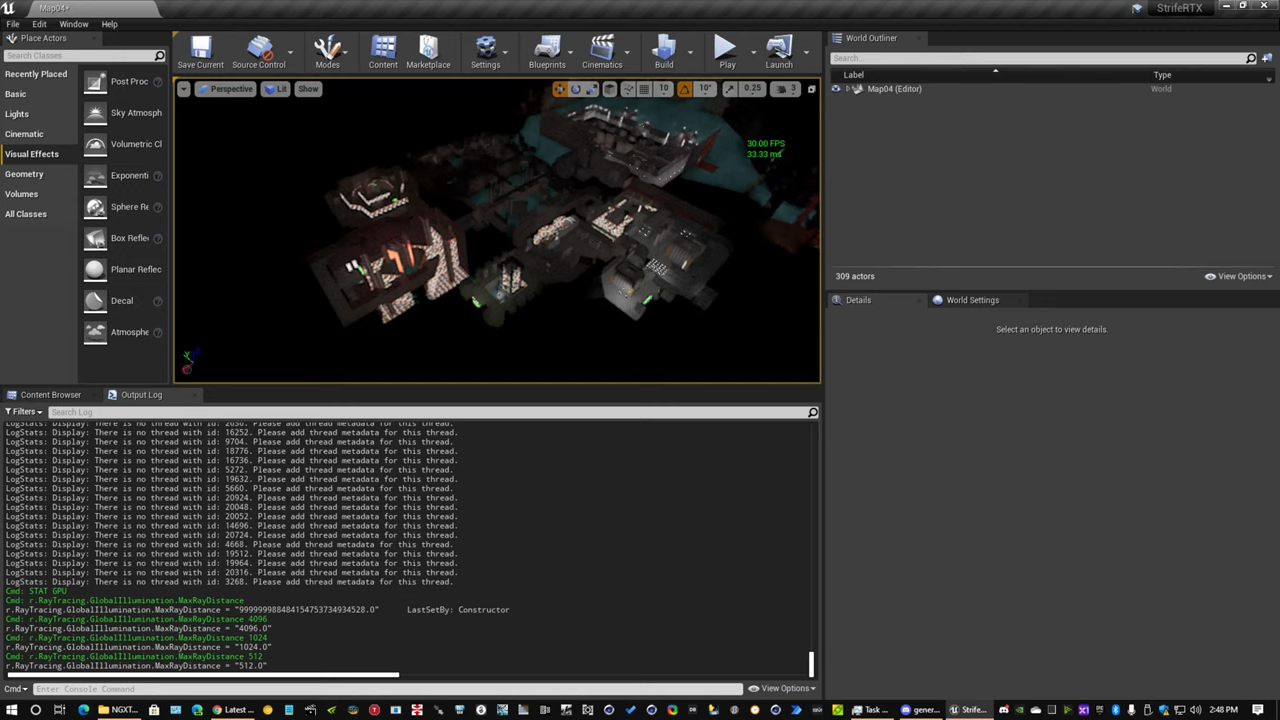 Map04*
StrifeRTX
File Edit Window Help
Place Actors
Search Classes
Recently Placed
Basic
Lights
Cinematic
Visual Effects
Geometry
Volumes
All Classes
Post Proc
Sky Atmosph
Volumetric Cl
Exponenti
Sphere Re
Box Reflec
Planar Reflec
Decal
Atmosphe
Save Current
Source Control
Modes
Content
Marketplace
Settings
Blueprints
Cinematics
Build
Play
Launch
Perspective Lit Show
10 10° 0.25 3
30.00 FPS
33.33 ms
World Outliner
Search...
Label Type
Map04 (Editor) World
309 actors View Options
Details World Settings
Select an object to view details.
Content Browser Output Log
Filters Search Log
LogStats: Display: There is no thread with id: 2636. Please add thread metadata for this thread.
LogStats: Display: There is no thread with id: 16252. Please add thread metadata for this thread.
LogStats: Display: There is no thread with id: 9704. Please add thread metadata for this thread.
LogStats: Display: There is no thread with id: 18776. Please add thread metadata for this thread.
LogStats: Display: There is no thread with id: 16736. Please add thread metadata for this thread.
LogStats: Display: There is no thread with id: 5272. Please add thread metadata for this thread.
LogStats: Display: There is no thread with id: 19632. Please add thread metadata for this thread.
LogStats: Display: There is no thread with id: 5660. Please add thread metadata for this thread.
LogStats: Display: There is no thread with id: 20924. Please add thread metadata for this thread.
LogStats: Display: There is no thread with id: 20048. Please add thread metadata for this thread.
LogStats: Display: There is no thread with id: 20052. Please add thread metadata for this thread.
LogStats: Display: There is no thread with id: 14696. Please add thread metadata for this thread.
LogStats: Display: There is no thread with id: 20724. Please add thread metadata for this thread.
LogStats: Display: There is no thread with id: 4668. Please add thread metadata for this thread.
LogStats: Display: There is no thread with id: 19512. Please add thread metadata for this thread.
LogStats: Display: There is no thread with id: 19964. Please add thread metadata for this thread.
LogStats: Display: There is no thread with id: 20316. Please add thread metadata for this thread.
LogStats: Display: There is no thread with id: 3268. Please add thread metadata for this thread.
Cmd: STAT GPU
Cmd: r.RayTracing.GlobalIllumination.MaxRayDistance
r.RayTracing.GlobalIllumination.MaxRayDistance = "999999988484154753734934528.0" LastSetBy: Constructor
Cmd: r.RayTracing.GlobalIllumination.MaxRayDistance 4096
r.RayTracing.GlobalIllumination.MaxRayDistance = "4096.0"
Cmd: r.RayTracing.GlobalIllumination.MaxRayDistance 1024
r.RayTracing.GlobalIllumination.MaxRayDistance = "1024.0"
Cmd: r.RayTracing.GlobalIllumination.MaxRayDistance 512
r.RayTracing.GlobalIllumination.MaxRayDistance = "512.0"
Cmd Enter Console Command View Options
NGXT... Latest ... Task ... gener... Strife... 2:48 PM